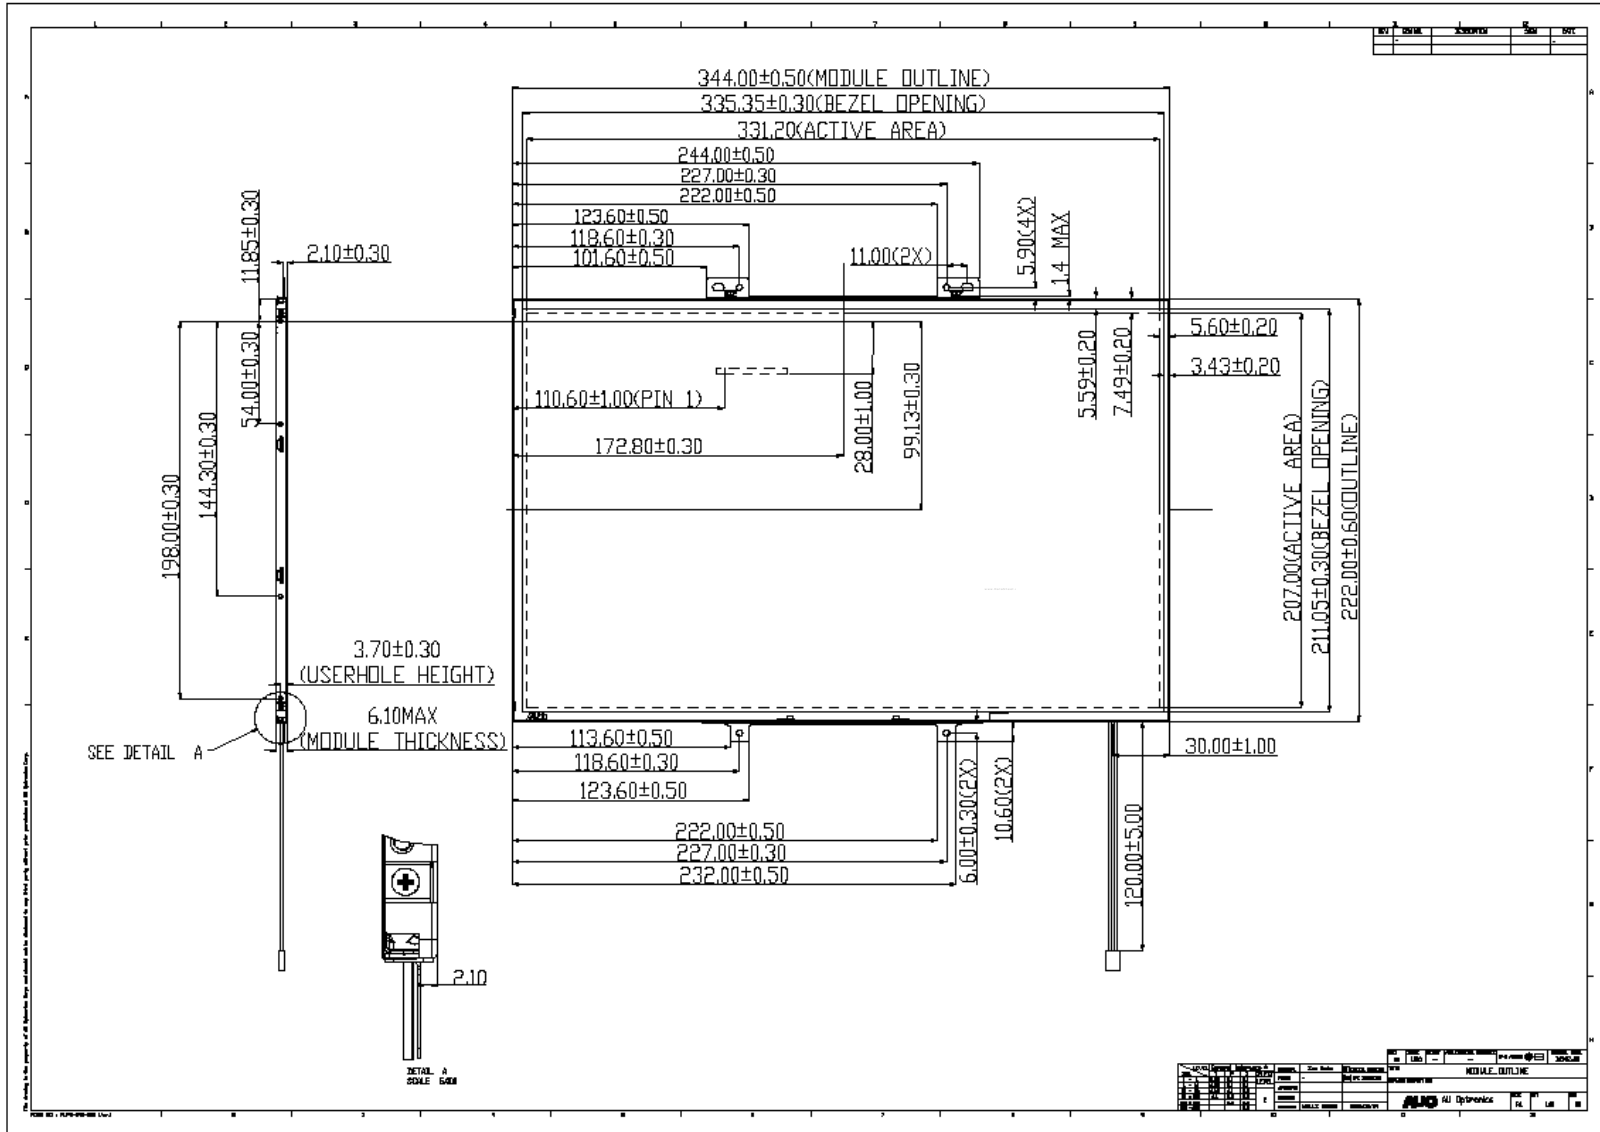 344.00±0.50(MODULE OUTLINE)
335.35±0.30(BEZEL OPENING)
331.20(ACTIVE AREA)
244.00±0.50
227.00±0.30
222.00±0.50
123.60±0.50
118.60±0.30
101.60±0.50
11.00(2X)
5.90(4X)
1.4 MAX
11.85±0.30
2.10±0.30
54.00±0.30
144.30±0.30
198.00±0.30
110.60±1.00(PIN 1)
172.80±0.30
28.00±1.00
99.13±0.30
5.59±0.20
7.49±0.20
5.60±0.20
3.43±0.20
207.00(ACTIVE AREA)
211.05±0.30(BEZEL OPENING)
222.00±0.60(OUTLINE)
3.70±0.30
(USERHOLE HEIGHT)
6.10MAX
(MODULE THICKNESS)
SEE DETAIL A
113.60±0.50
118.60±0.30
123.60±0.50
222.00±0.50
227.00±0.30
232.00±0.50
6.00±0.30(2X)
10.60(2X)
30.00±1.00
120.00±5.00
2.10
DETAIL A
SCALE
MODULE OUTLINE
AUO AU Optronics